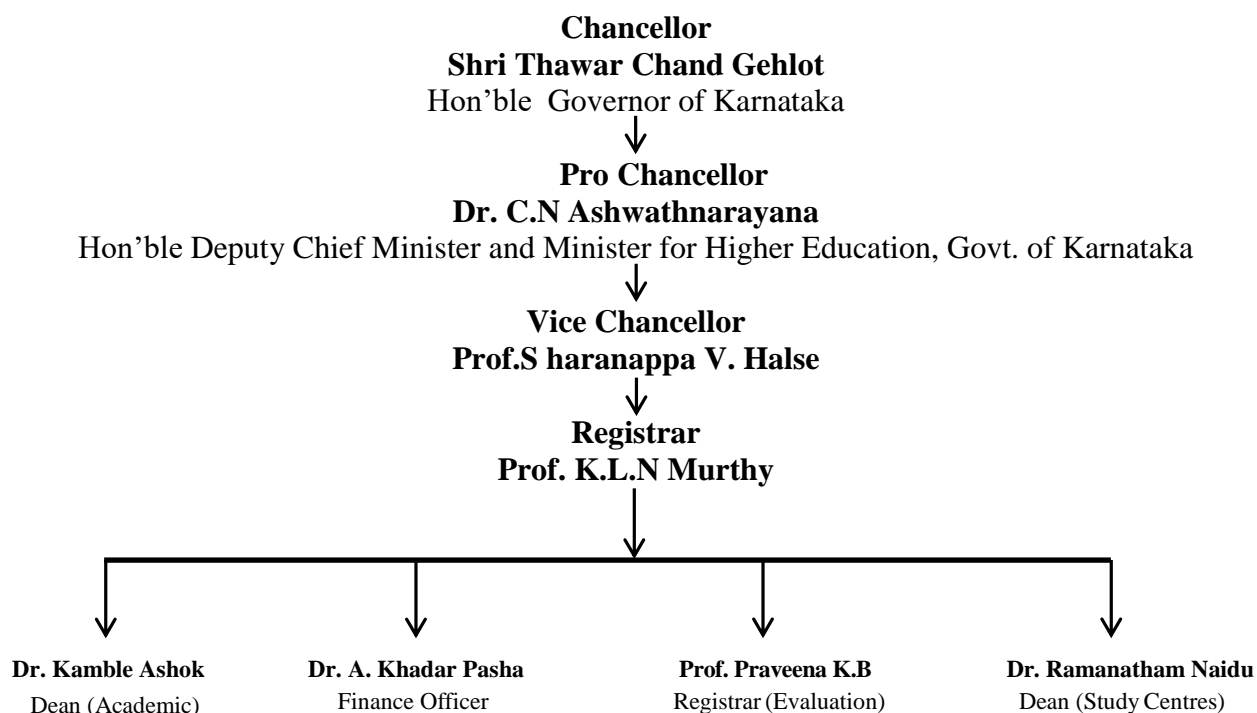 Chancellor
Shri Thawar Chand Gehlot
Hon’ble Governor of Karnataka
Pro Chancellor
Dr. C.N Ashwathnarayana
Hon’ble Deputy Chief Minister and Minister for Higher Education, Govt. of Karnataka
Vice Chancellor
Prof.S haranappa V. Halse
Registrar
Prof. K.L.N Murthy
Dr. Kamble Ashok
Dean (Academic)
Dr. A. Khadar Pasha
Finance Officer
Prof. Praveena K.B
Registrar (Evaluation)
Dr. Ramanatham Naidu
Dean (Study Centres)